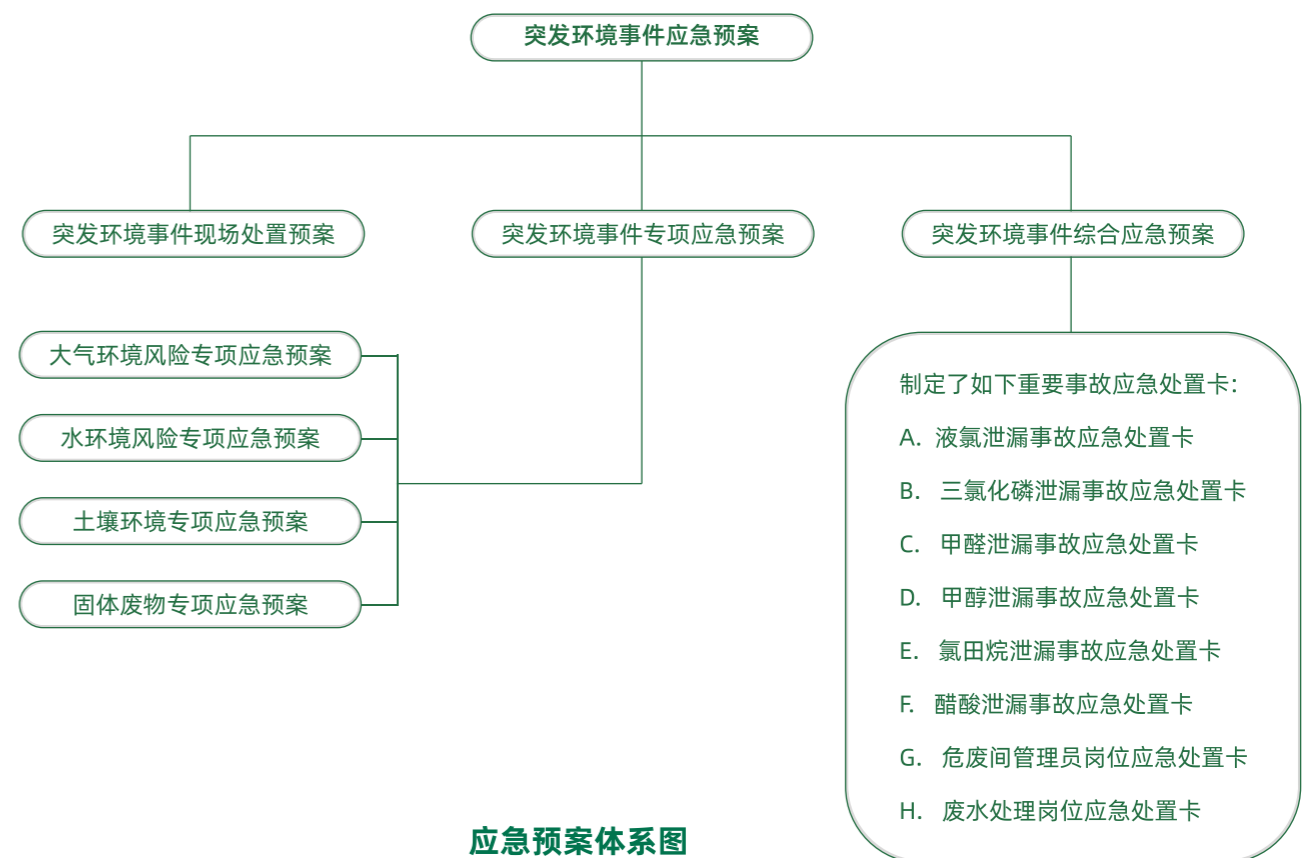 突发环境事件应急预案
突发环境事件现场处置预案
突发环境事件专项应急预案
突发环境事件综合应急预案
大气环境风险专项应急预案
水环境风险专项应急预案
土壤环境专项应急预案
固体废物专项应急预案
制定了如下重要事故应急处置卡:
A. 液氯泄漏事故应急处置卡
B. 三氯化磷泄漏事故应急处置卡
C. 甲醛泄漏事故应急处置卡
D. 甲醇泄漏事故应急处置卡
E. 氯田烷泄漏事故应急处置卡
F. 醋酸泄漏事故应急处置卡
G. 危废间管理员岗位应急处置卡
H. 废水处理岗位应急处置卡
应急预案体系图